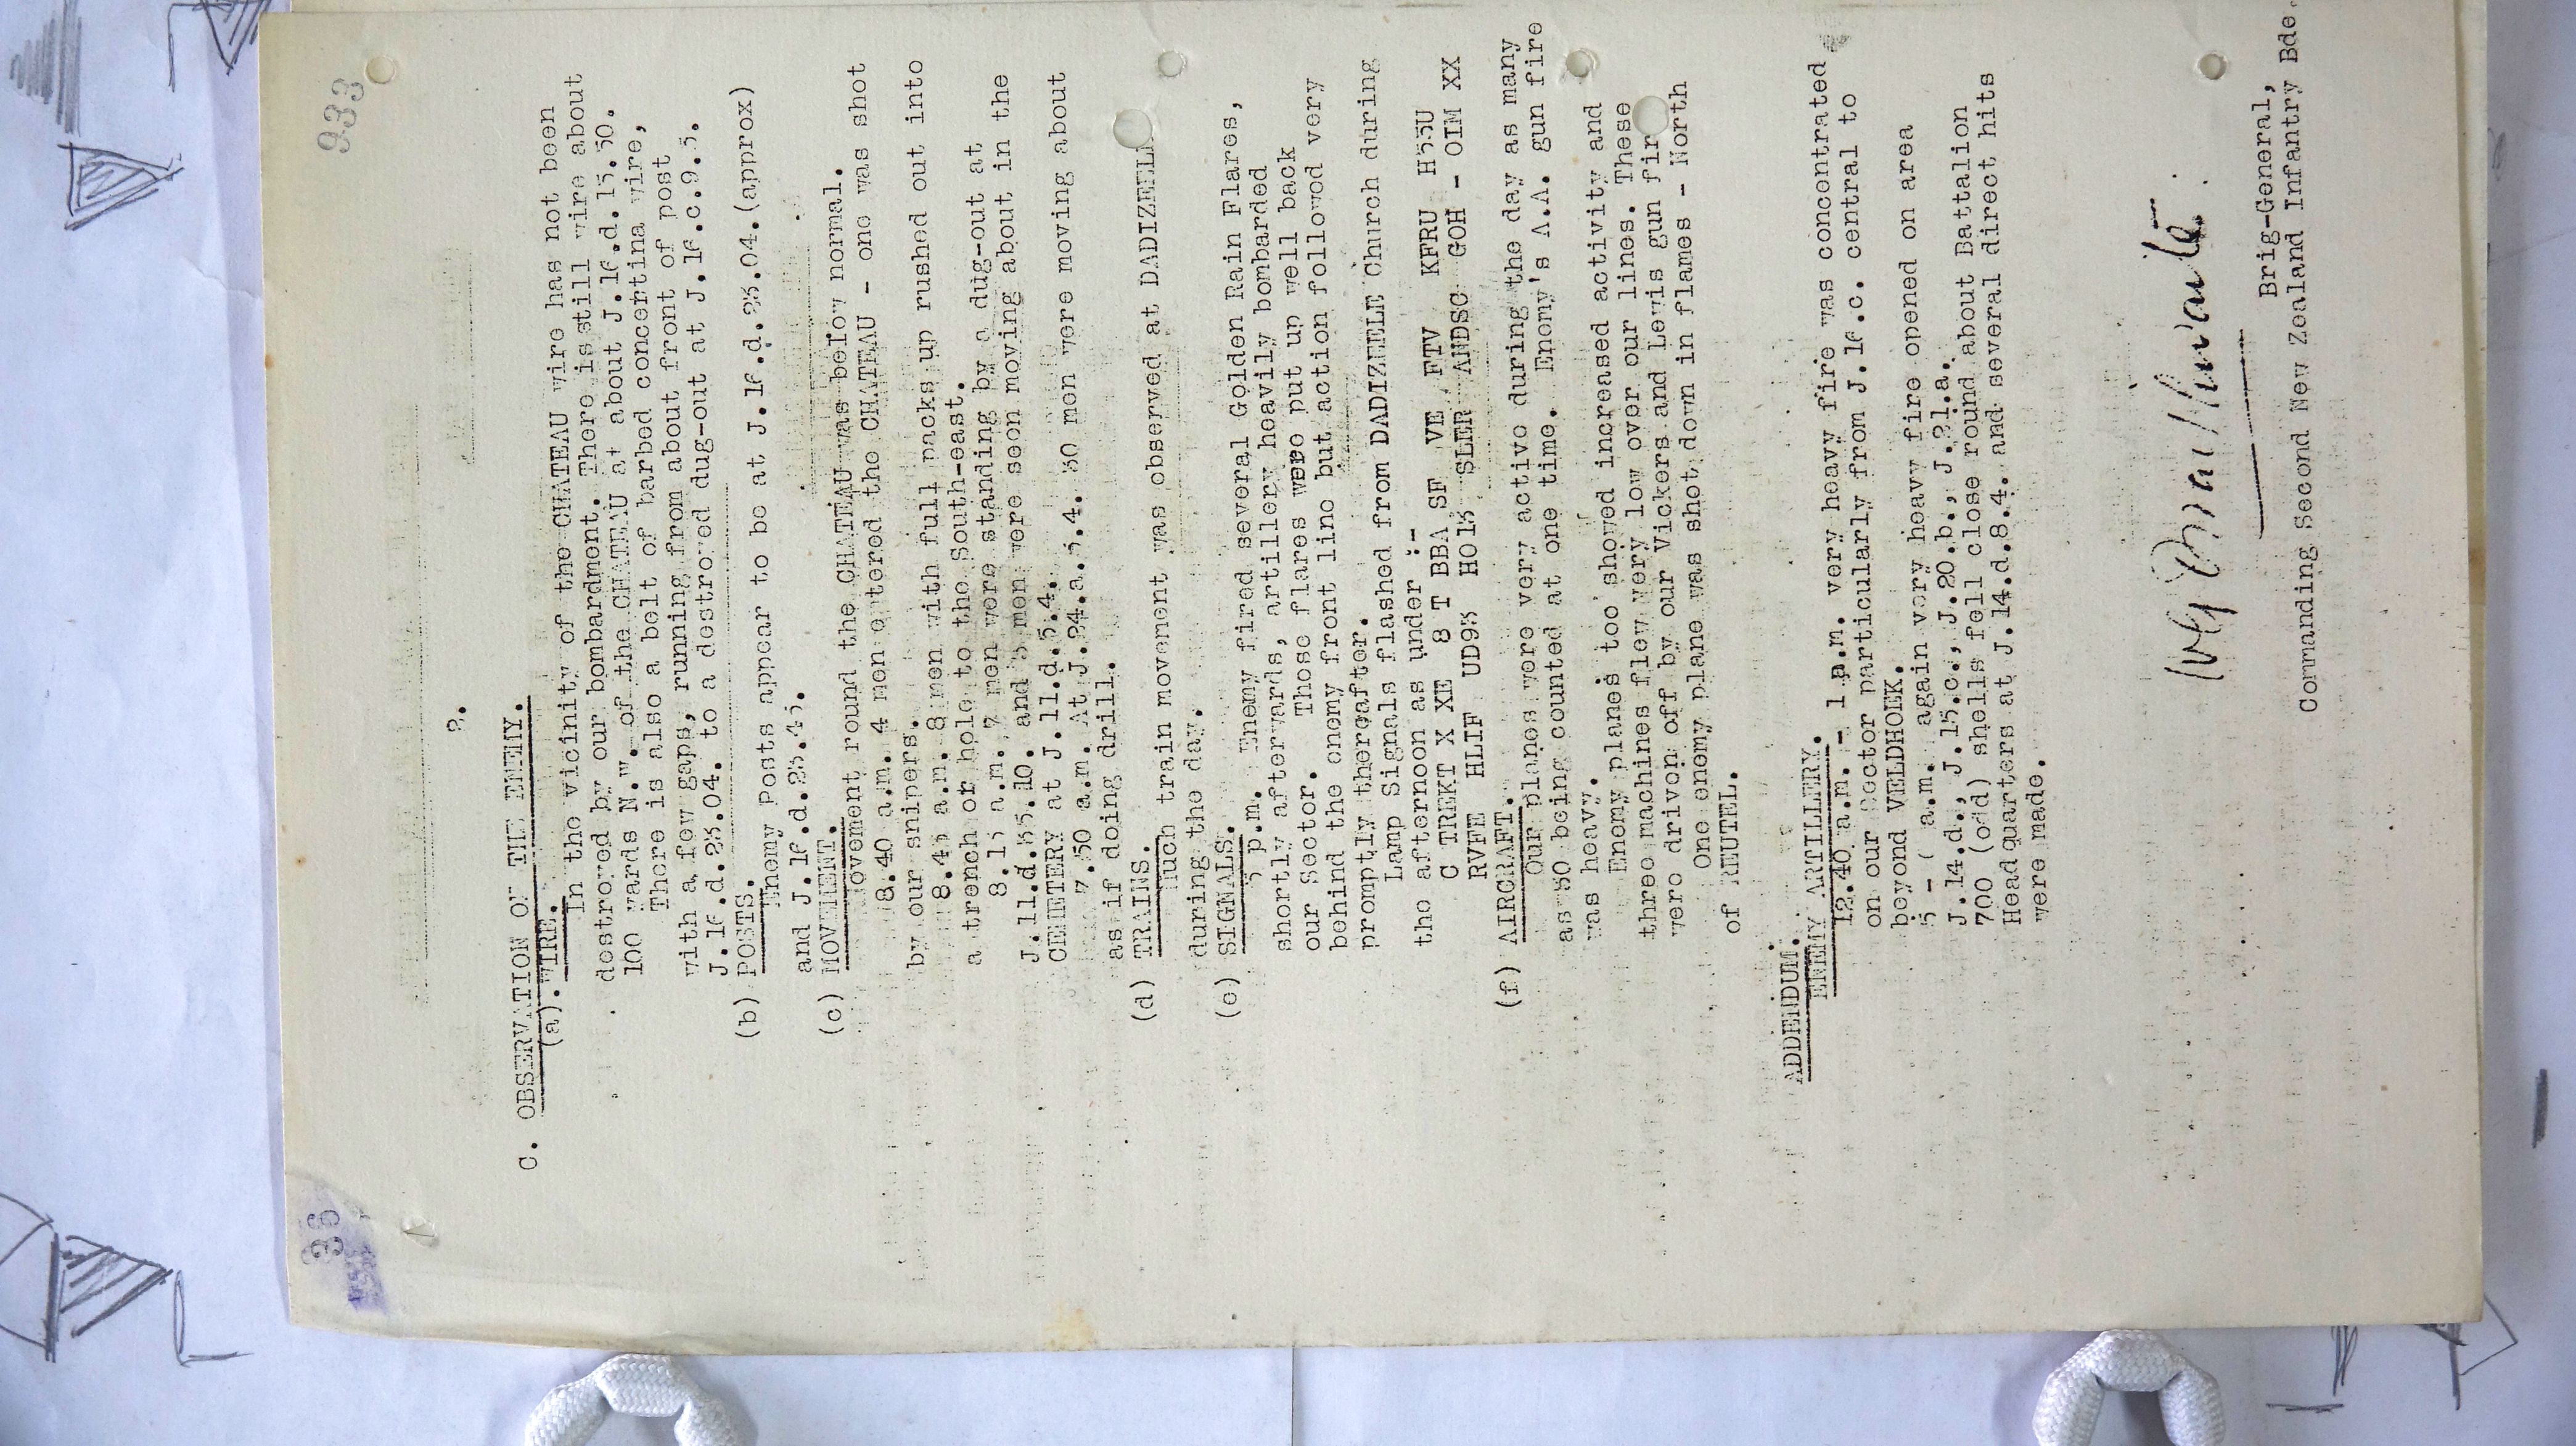 933
38
2.
C. OBSERVATION OF THE ENEMY.
(a). WIRE.
In the vicinity of the CHATEAU wire has not been
destroyed by our bombardment. There is still wire about
100 yards N.W. of the CHATEAU at about J.16.d.15.50.
There is also a belt of barbed concertina wire,
with a few gaps, running from about front of post
J.16.d.23.04. to a destroyed dug-out at J.16.c.9.3.
(b) POSTS.
Enemy Posts appear to be at J.16.d.23.04.(approx)
and J.16.d.23.45.
(c) MOVEMENT.
Movement round the CHATEAU was below normal.
8.40 a.m. 4 men entered the CHATEAU - one was shot
by our snipers.
8.45 a.m. 8 men with full packs up rushed out into
a trench or hole to the South-east.
8.15 a.m. 7 men were standing by a dug-out at
J.11.d.35.10. and 3 men were seen moving about in the
CEMETERY at J.11.d.5.4.
7.50 a.m. At J.24.a.5.4. 30 men were moving about
as if doing drill.
(d) TRAINS.
Much train movement was observed at DADIZEELE
during the day.
(e) SIGNALS.
5 p.m. Enemy fired several Golden Rain Flares,
shortly afterwards, artillery heavily bombarded
our Sector. Those flares were put up well back
behind the enemy front line but action followed very
promptly thereafter.
Lamp Signals flashed from DADIZEELE Church during
the afternoon as under :-
C TREKT X XE 8 T BBA SF VE FTV KFRU H55U
RVFE HLIF UD93 HO13 SLER ANDSC GOH - OIM XX
(f) AIRCRAFT.
Our planes were very active during the day as many
as 50 being counted at one time. Enemy's A.A. gun fire
was heavy.
Enemy planes too showed increased activity and
three machines flew very low over our lines. These
were driven off by our Vickers and Lewis gun fire
One enemy plane was shot down in flames - North
of REUTEL.
ADDENDUM.
ENEMY ARTILLERY.
12.40 a.m. - 1 a.m. very heavy fire was concentrated
on our Sector particularly from J.16.c. central to
beyond VELDHOEK.
5 - 6 a.m. again very heavy fire opened on area
J.14.d., J.15.c., J.20.b., J.21.a.
700 (odd) shells fell close round about Battalion
Headquarters at J.14.d.8.4. and several direct hits
were made.
Brig-General,
Commanding Second New Zealand Infantry Bde.